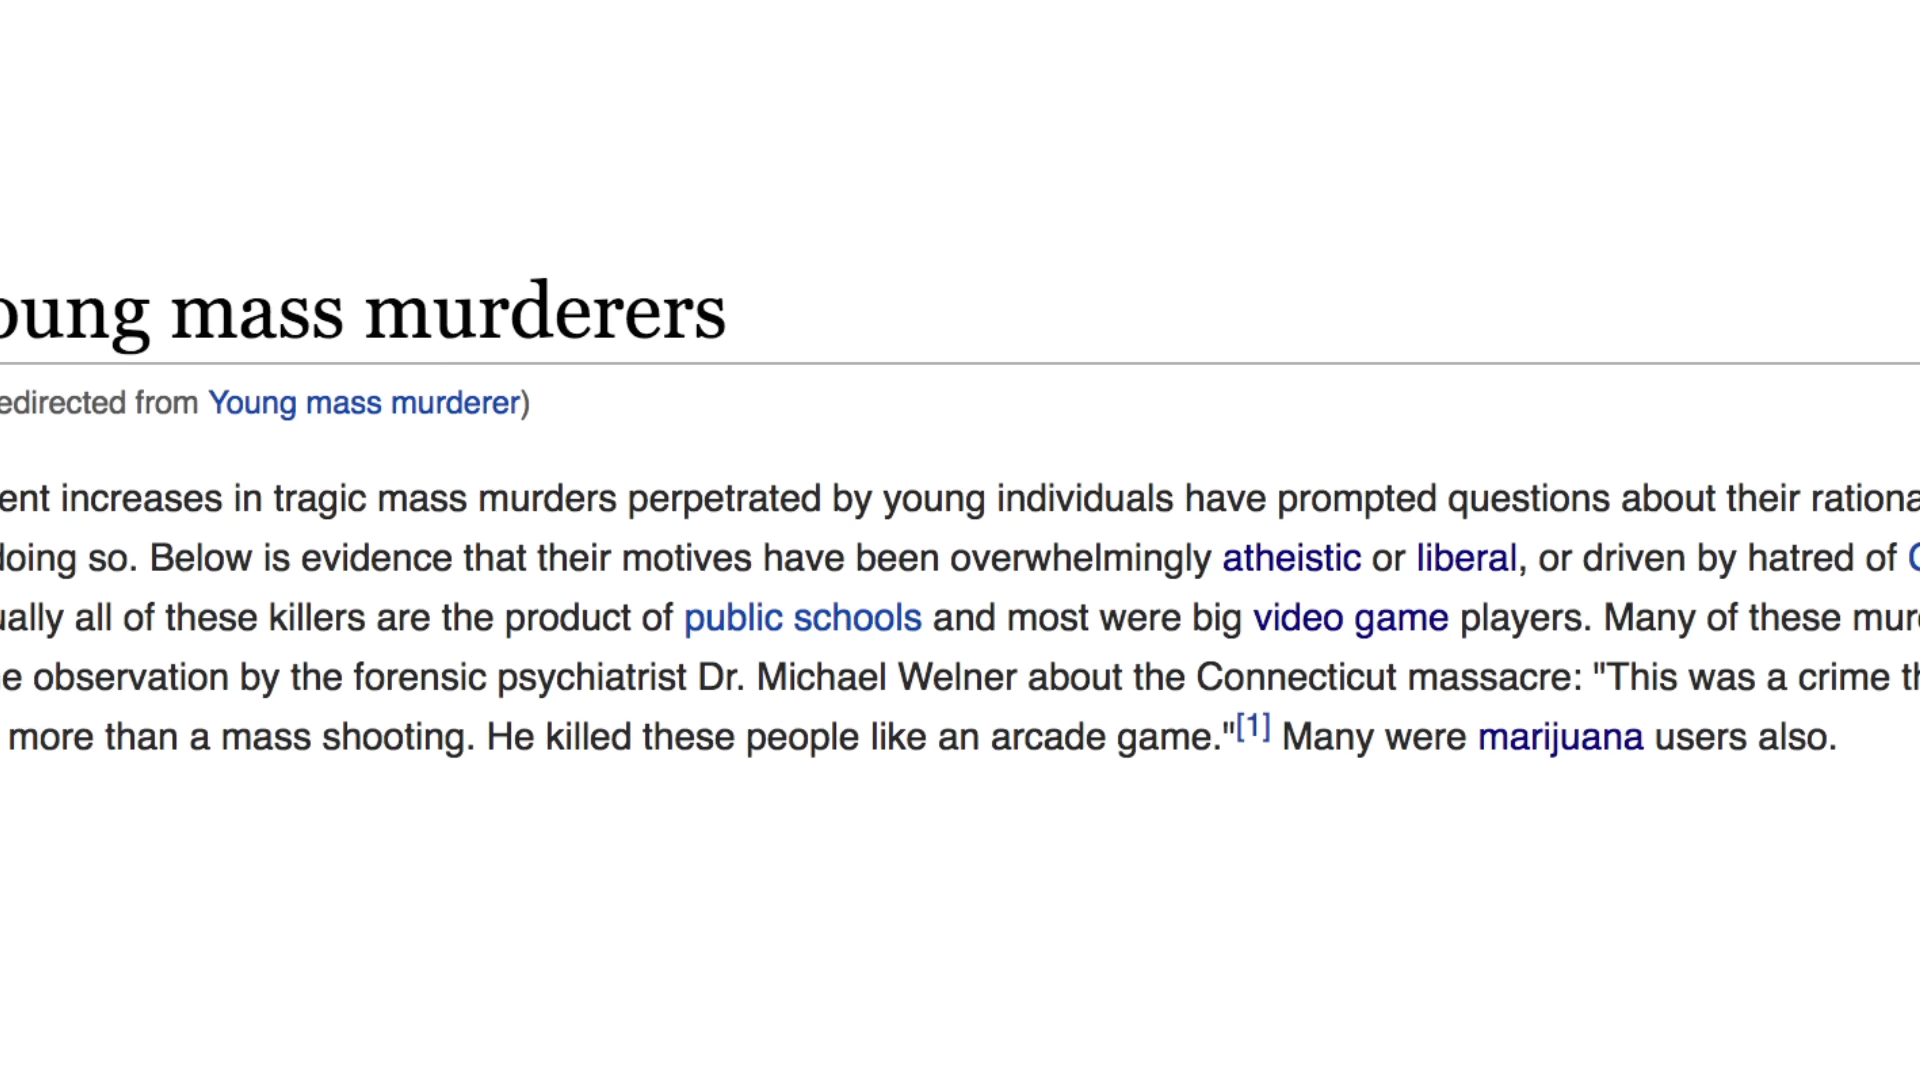 oung mass murderers
edirected from Young mass murderer)
ent increases in tragic mass murders perpetrated by young individuals have prompted questions about their rationa
doing so. Below is evidence that their motives have been overwhelmingly atheistic or liberal, or driven by hatred of C
ually all of these killers are the product of public schools and most were big video game players. Many of these mur
e observation by the forensic psychiatrist Dr. Michael Welner about the Connecticut massacre: "This was a crime th
more than a mass shooting. He killed these people like an arcade game."[1] Many were marijuana users also.